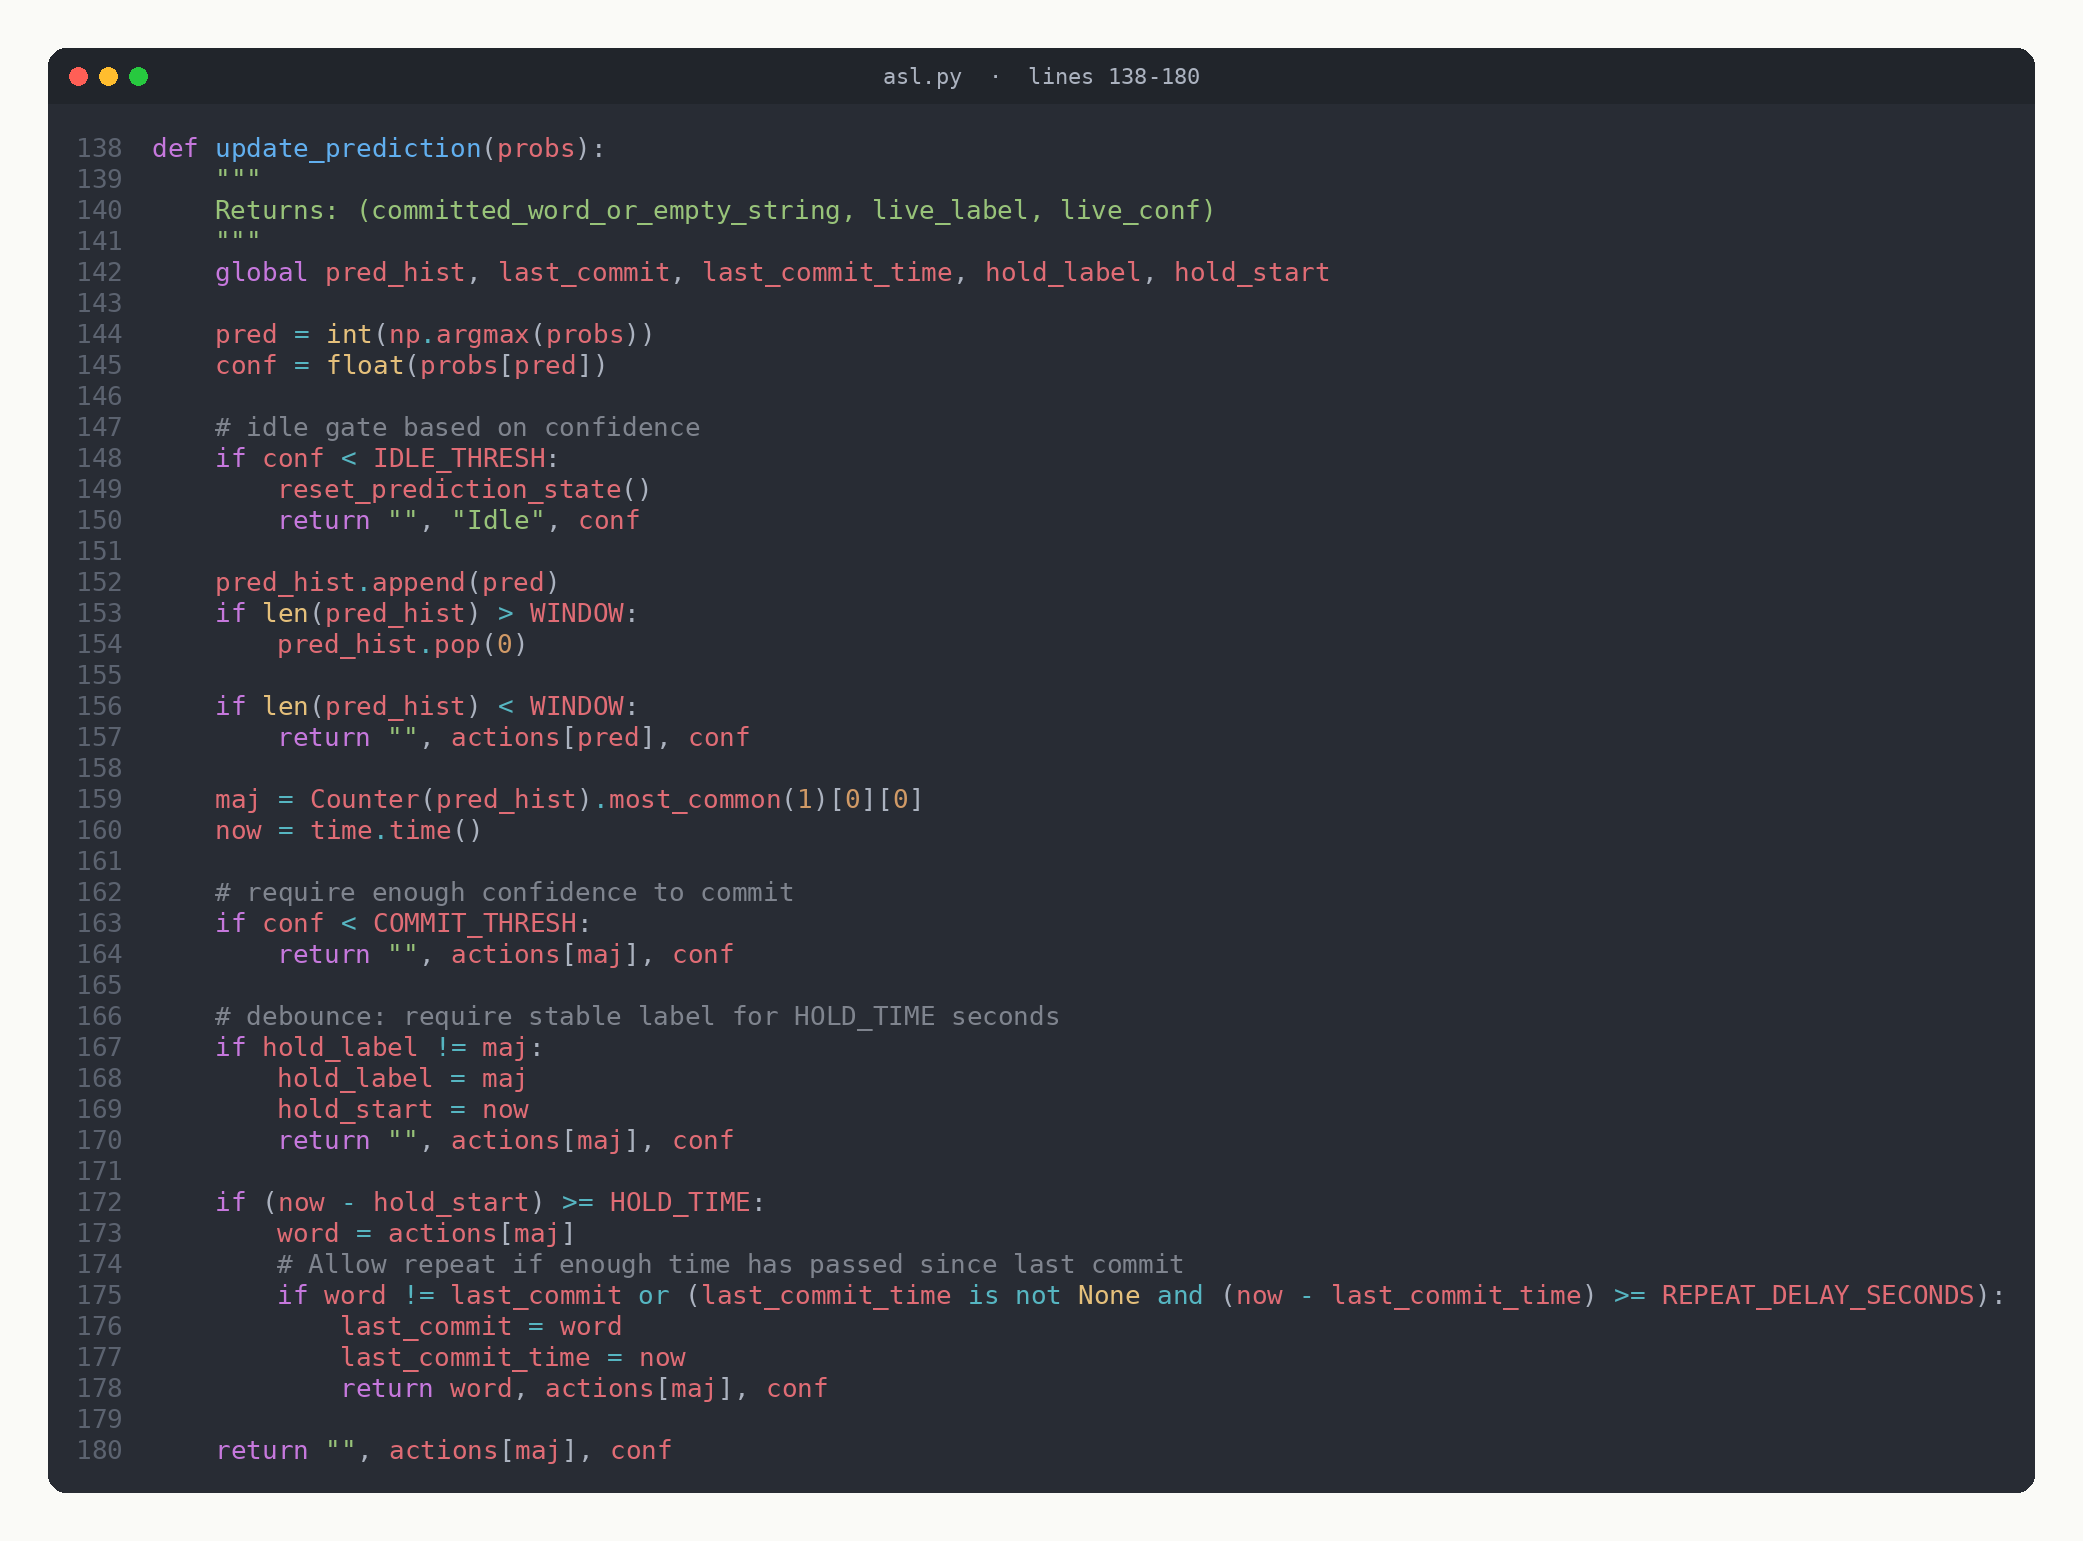 asl.py · lines 138-180
138 def update_prediction(probs):
139     """
140     Returns: (committed_word_or_empty_string, live_label, live_conf)
141     """
142     global pred_hist, last_commit, last_commit_time, hold_label, hold_start
143
144     pred = int(np.argmax(probs))
145     conf = float(probs[pred])
146
147     # idle gate based on confidence
148     if conf < IDLE_THRESH:
149         reset_prediction_state()
150         return "", "Idle", conf
151
152     pred_hist.append(pred)
153     if len(pred_hist) > WINDOW:
154         pred_hist.pop(0)
155
156     if len(pred_hist) < WINDOW:
157         return "", actions[pred], conf
158
159     maj = Counter(pred_hist).most_common(1)[0][0]
160     now = time.time()
161
162     # require enough confidence to commit
163     if conf < COMMIT_THRESH:
164         return "", actions[maj], conf
165
166     # debounce: require stable label for HOLD_TIME seconds
167     if hold_label != maj:
168         hold_label = maj
169         hold_start = now
170         return "", actions[maj], conf
171
172     if (now - hold_start) >= HOLD_TIME:
173         word = actions[maj]
174         # Allow repeat if enough time has passed since last commit
175         if word != last_commit or (last_commit_time is not None and (now - last_commit_time) >= REPEAT_DELAY_SECONDS):
176             last_commit = word
177             last_commit_time = now
178             return word, actions[maj], conf
179
180     return "", actions[maj], conf